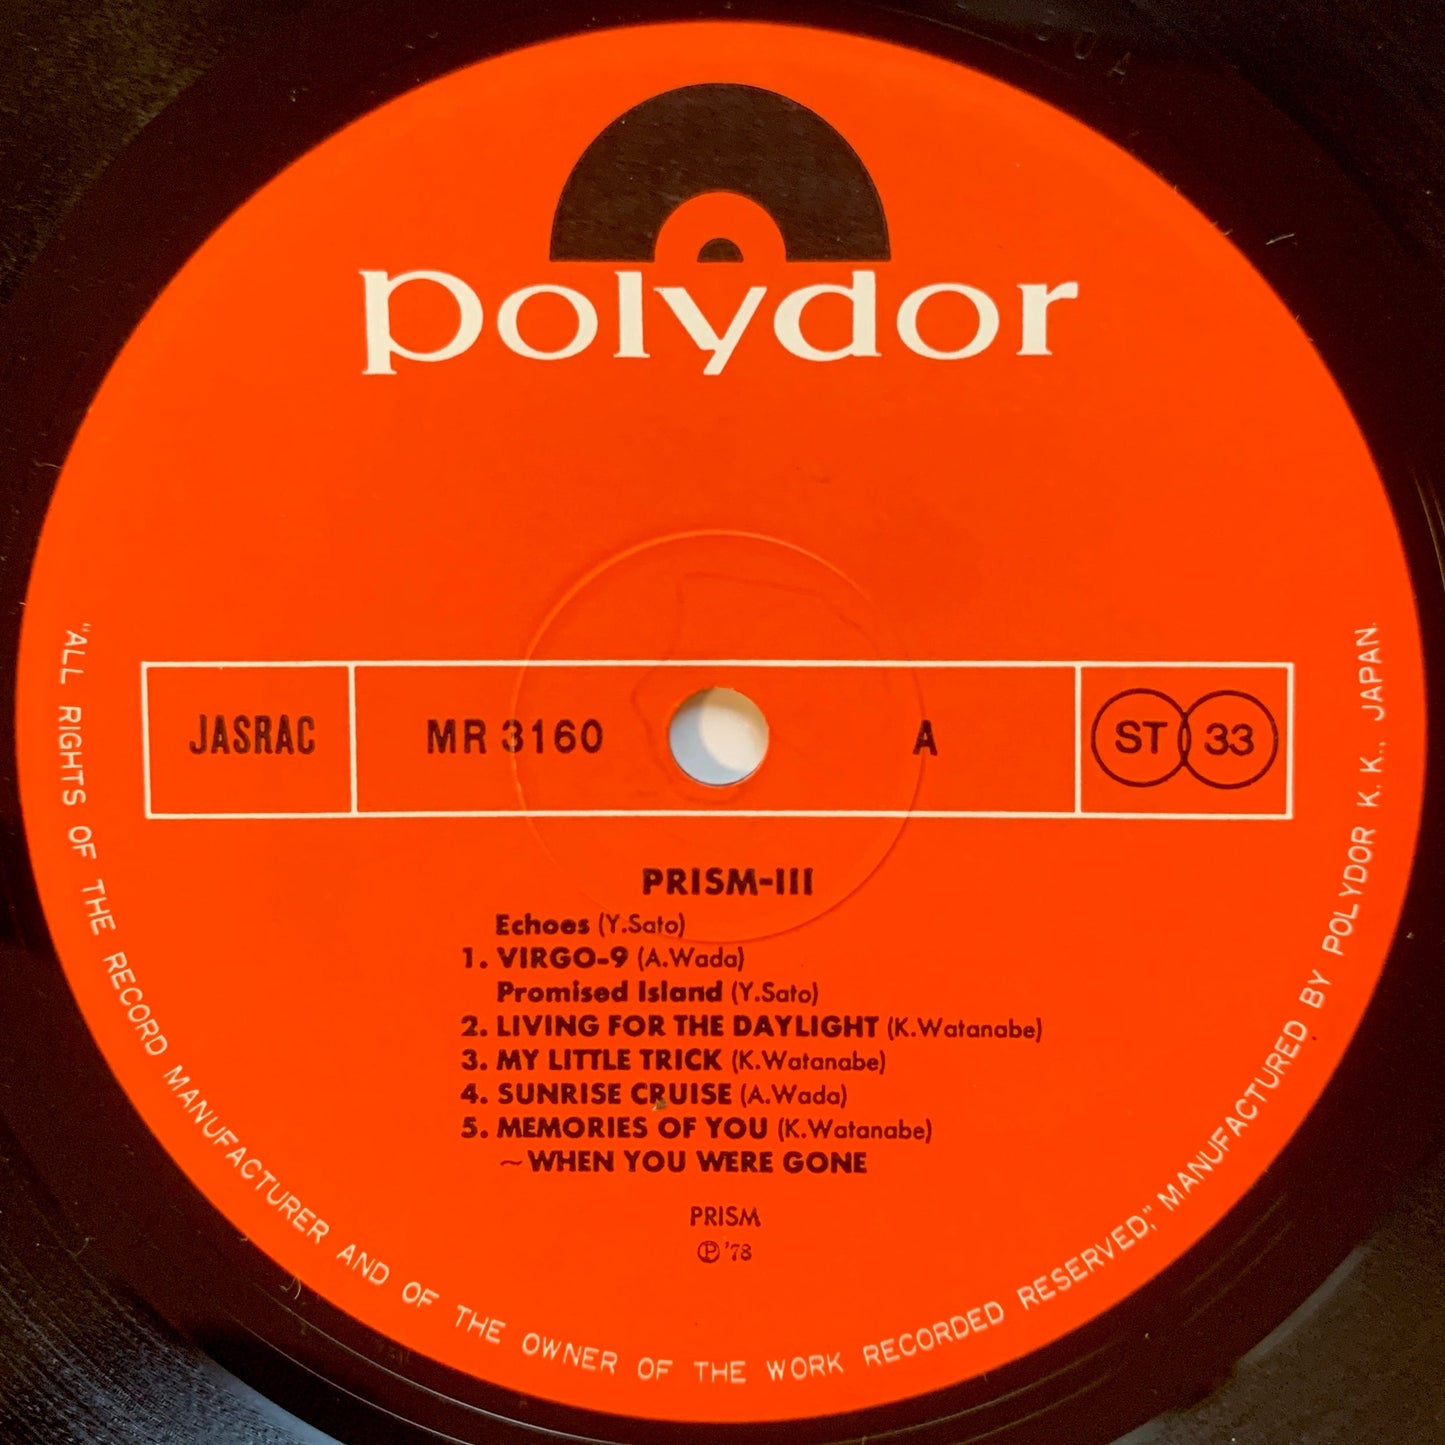 polydor
JASRAC
MR 3160
A
ST 33
PRISM-III
Echoes (Y.Sato)
1. VIRGO-9 (A.Wada)
Promised Island (Y.Sato)
2. LIVING FOR THE DAYLIGHT (K.Watanabe)
3. MY LITTLE TRICK (K.Watanabe)
4. SUNRISE CRUISE (A.Wada)
5. MEMORIES OF YOU (K.Watanabe)
~WHEN YOU WERE GONE
PRISM
Ⓟ '78
"ALL RIGHTS OF THE RECORD MANUFACTURER AND OF THE OWNER OF THE WORK RECORDED RESERVED," MANUFACTURED BY POLYDOR K.K., JAPAN.